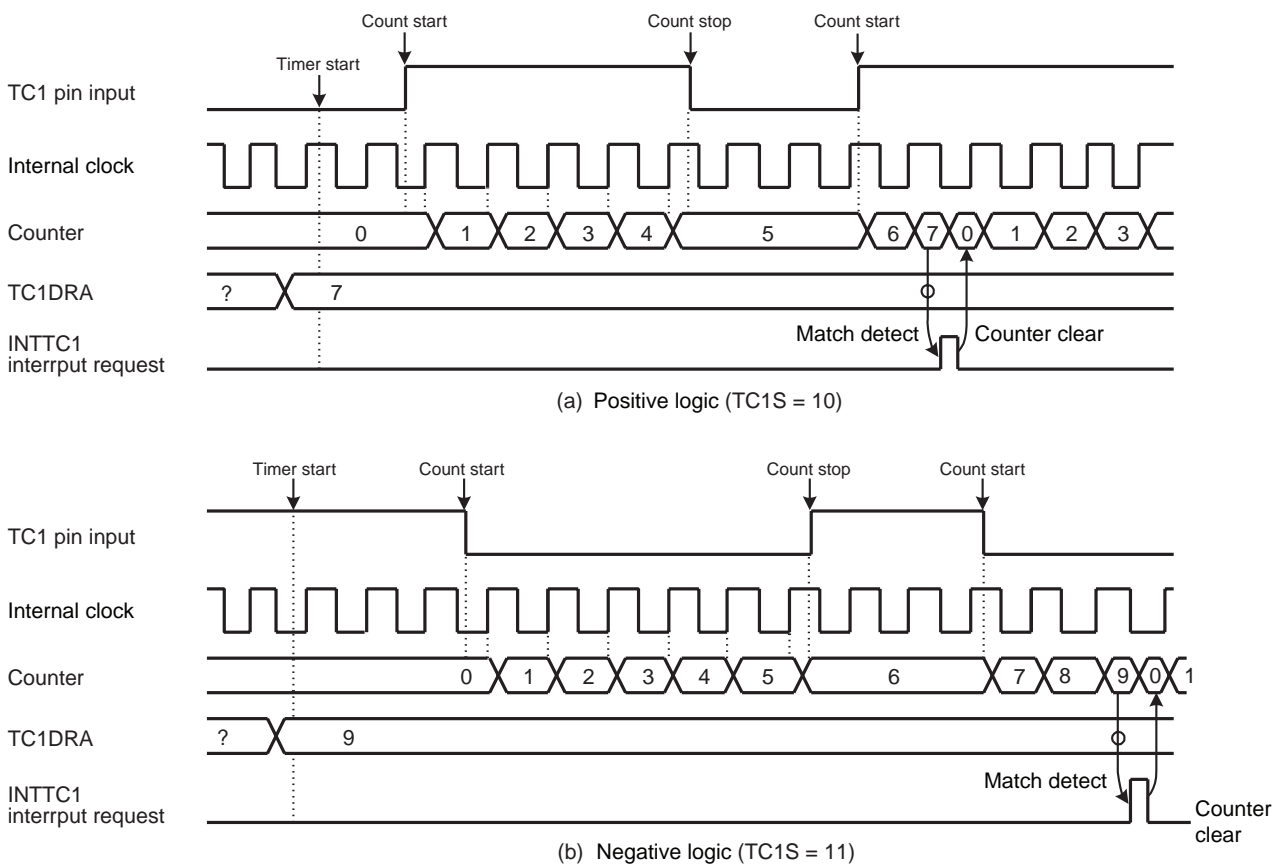 Count start
Count stop
Count start
Timer start
TC1 pin input
Internal clock
Counter
0 1 2 3 4 5 6 7 0 1 2 3
TC1DRA
? 7
Match detect
Counter clear
INTTC1
interrput request
(a) Positive logic (TC1S = 10)
Timer start
Count start
Count stop
Count start
TC1 pin input
Internal clock
Counter
0 1 2 3 4 5 6 7 8 9 0 1
TC1DRA
? 9
Match detect
INTTC1
interrput request
Counter
clear
(b) Negative logic (TC1S = 11)